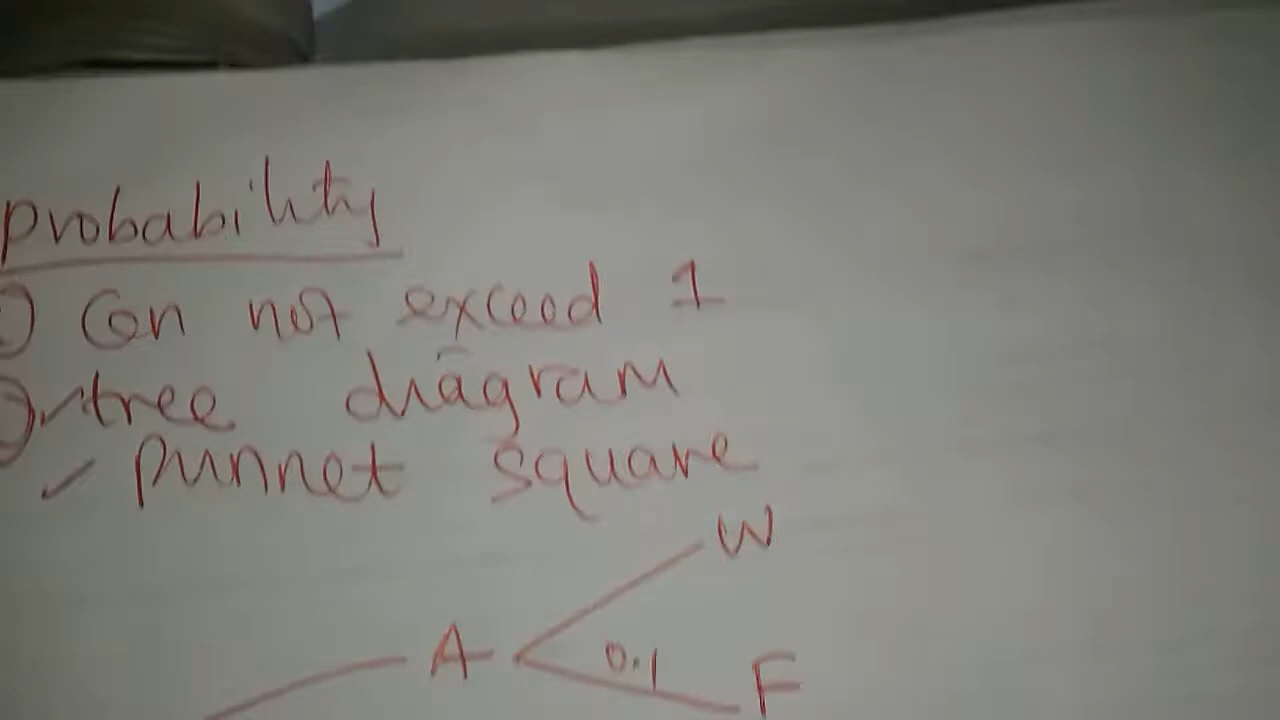 probability
) Can not exceed 1
) tree diagram
✓ punnet square
W
A
0.1
F